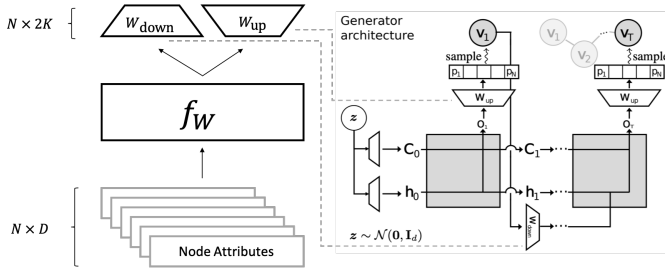 N × 2K
W_down
W_up
f_W
N × D
Node Attributes
Generator
architecture
v_1
v_1
v_2
v_T
sample
sample
p_1
p_N
p_1
p_N
W_up
W_up
z
O_1
O_T
C_0
C_1
h_0
h_1
W_down
z ∼ 𝒩(0, I_d)